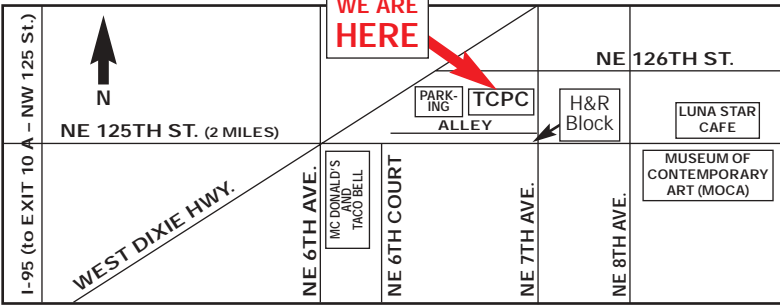 WE ARE
HERE
I-95 (to EXIT 10 A – NW 125 St.)
N
NE 126TH ST.
PARK-
ING
TCPC
H&R
Block
LUNA STAR
CAFE
ALLEY
NE 125TH ST. (2 MILES)
MUSEUM OF
CONTEMPORARY
ART (MOCA)
WEST DIXIE HWY.
NE 6TH AVE.
MC DONALD'S
AND
TACO BELL
NE 6TH COURT
NE 7TH AVE.
NE 8TH AVE.